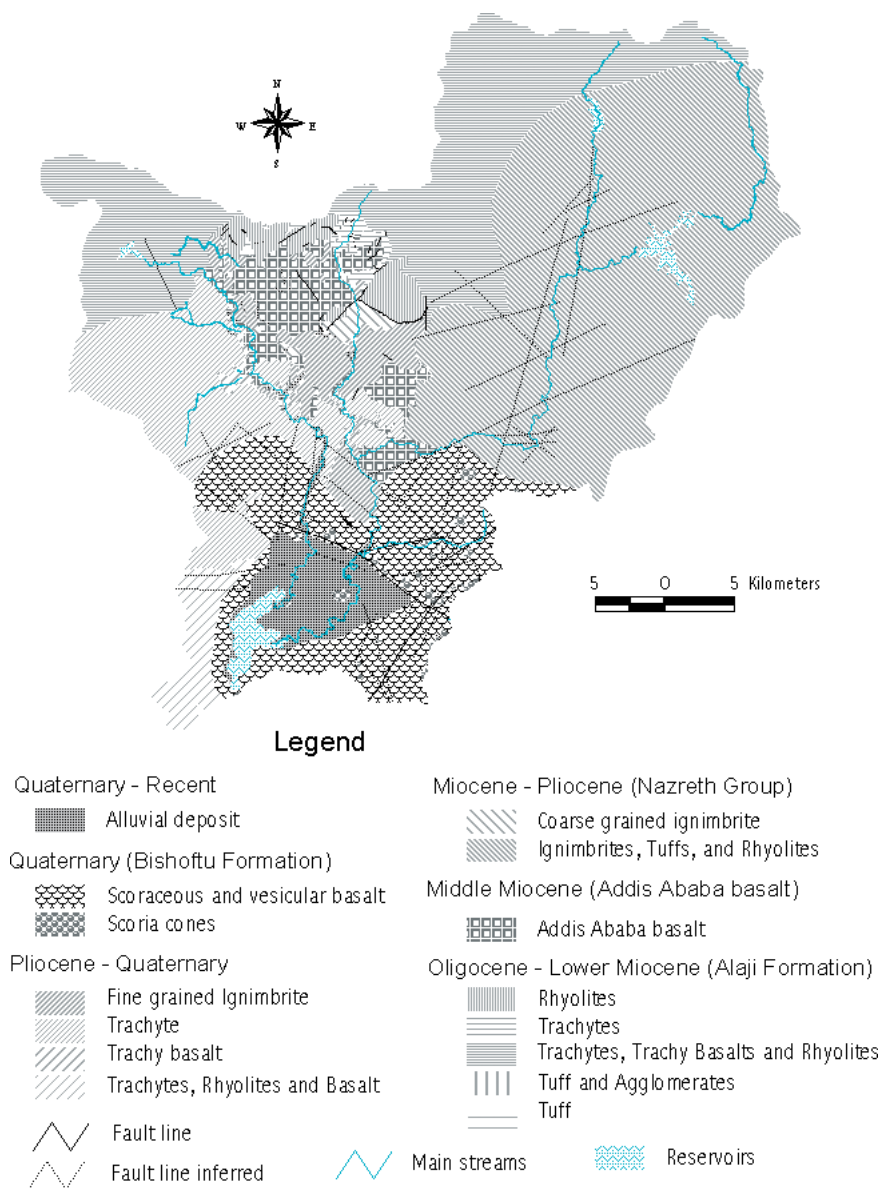 N
W E
S
5 0 5 Kilometers
Legend
Quaternary - Recent
Alluvial deposit
Quaternary (Bishoftu Formation)
Scoraceous and vesicular basalt
Scoria cones
Pliocene - Quaternary
Fine grained Ignimbrite
Trachyte
Trachy basalt
Trachytes, Rhyolites and Basalt
Fault line
Fault line inferred
Miocene - Pliocene (Nazreth Group)
Coarse grained ignimbrite
Ignimbrites, Tuffs, and Rhyolites
Middle Miocene (Addis Ababa basalt)
Addis Ababa basalt
Oligocene - Lower Miocene (Alaji Formation)
Rhyolites
Trachytes
Trachytes, Trachy Basalts and Rhyolites
Tuff and Agglomerates
Tuff
Main streams
Reservoirs